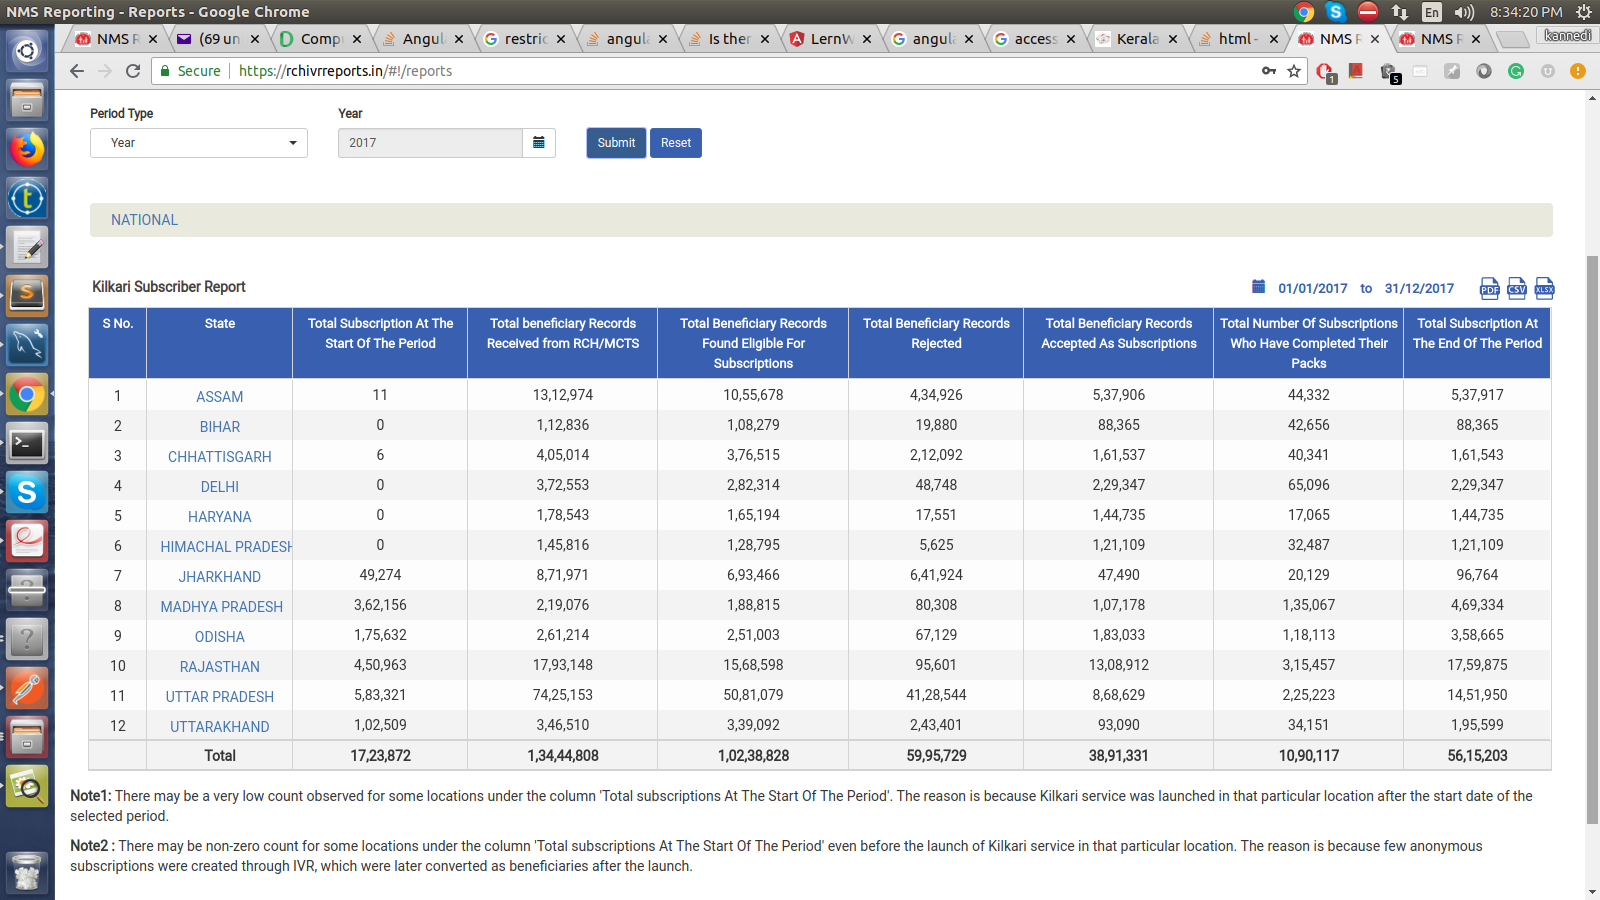 NMS Reporting - Reports - Google Chrome
En
8:34:20 PM
NMS R
(69 un
Comp
Angul
restric
angula
Is ther
LernW
angul
access
Kerala
html -
NMS R
NMS R
kannedi
Secure
https://rchivrreports.in/#!/reports
1
5
Period Type
Year
Year
2017
Submit
Reset
NATIONAL
Kilkari Subscriber Report
01/01/2017 to 31/12/2017
PDF CSV XLSX
S No. State Total Subscription At The Start Of The Period Total beneficiary Records Received from RCH/MCTS Total Beneficiary Records Found Eligible For Subscriptions Total Beneficiary Records Rejected Total Beneficiary Records Accepted As Subscriptions Total Number Of Subscriptions Who Have Completed Their Packs Total Subscription At The End Of The Period
1 ASSAM 11 13,12,974 10,55,678 4,34,926 5,37,906 44,332 5,37,917
2 BIHAR 0 1,12,836 1,08,279 19,880 88,365 42,656 88,365
3 CHHATTISGARH 6 4,05,014 3,76,515 2,12,092 1,61,537 40,341 1,61,543
4 DELHI 0 3,72,553 2,82,314 48,748 2,29,347 65,096 2,29,347
5 HARYANA 0 1,78,543 1,65,194 17,551 1,44,735 17,065 1,44,735
6 HIMACHAL PRADESH 0 1,45,816 1,28,795 5,625 1,21,109 32,487 1,21,109
7 JHARKHAND 49,274 8,71,971 6,93,466 6,41,924 47,490 20,129 96,764
8 MADHYA PRADESH 3,62,156 2,19,076 1,88,815 80,308 1,07,178 1,35,067 4,69,334
9 ODISHA 1,75,632 2,61,214 2,51,003 67,129 1,83,033 1,18,113 3,58,665
10 RAJASTHAN 4,50,963 17,93,148 15,68,598 95,601 13,08,912 3,15,457 17,59,875
11 UTTAR PRADESH 5,83,321 74,25,153 50,81,079 41,28,544 8,68,629 2,25,223 14,51,950
12 UTTARAKHAND 1,02,509 3,46,510 3,39,092 2,43,401 93,090 34,151 1,95,599
Total 17,23,872 1,34,44,808 1,02,38,828 59,95,729 38,91,331 10,90,117 56,15,203
Note1: There may be a very low count observed for some locations under the column 'Total subscriptions At The Start Of The Period'. The reason is because Kilkari service was launched in that particular location after the start date of the
selected period.
Note2 : There may be non-zero count for some locations under the column 'Total subscriptions At The Start Of The Period' even before the launch of Kilkari service in that particular location. The reason is because few anonymous
subscriptions were created through IVR, which were later converted as beneficiaries after the launch.